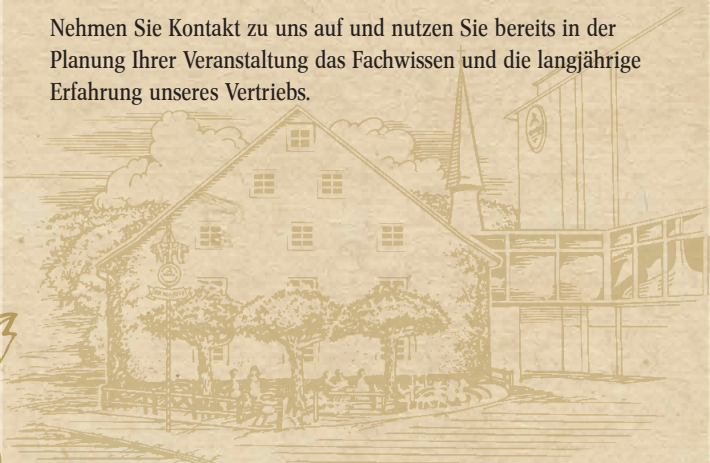 Nehmen Sie Kontakt zu uns auf und nutzen Sie bereits in der
Planung Ihrer Veranstaltung das Fachwissen und die langjährige
Erfahrung unseres Vertriebs.